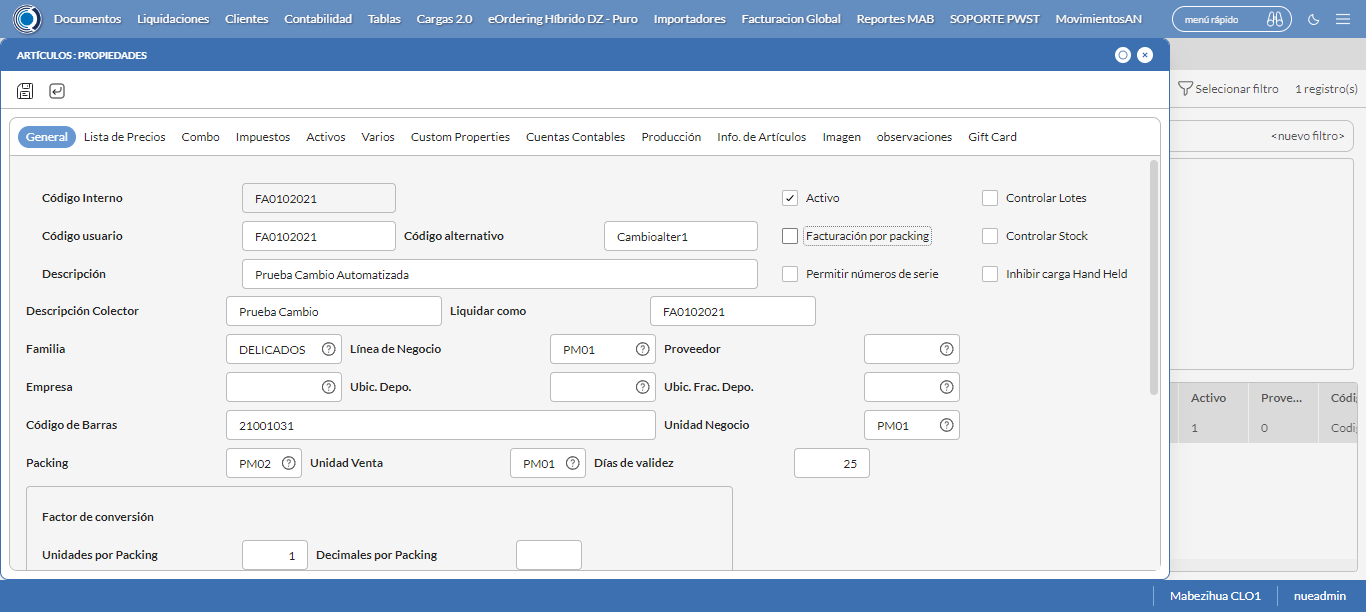 Documentos Liquidaciones Clientes Contabilidad Tablas Cargas 2.0 eOrdering Híbrido DZ - Puro Importadores Facturacion Global Reportes MAB SOPORTE PWST MovimientosAN menú rápido
ARTÍCULOS : PROPIEDADES
Selecionar filtro 1 registro(s)
General Lista de Precios Combo Impuestos Activos Varios Custom Properties Cuentas Contables Producción Info. de Artículos Imagen observaciones Gift Card
<nuevo filtro>
Código Interno FA0102021 Activo Controlar Lotes
Código usuario FA0102021 Código alternativo Cambioalter1 Facturación por packing Controlar Stock
Descripción Prueba Cambio Automatizada Permitir números de serie Inhibir carga Hand Held
Descripción Colector Prueba Cambio Liquidar como FA0102021
Familia DELICADOS Línea de Negocio PM01 Proveedor
Empresa Ubic. Depo. Ubic. Frac. Depo.
Activo Prove... Códi
Código de Barras 21001031 Unidad Negocio PM01
1 0 Codi
Packing PM02 Unidad Venta PM01 Días de validez 25
Factor de conversión
Unidades por Packing 1 Decimales por Packing
Mabezihua CLO1 nueadmin